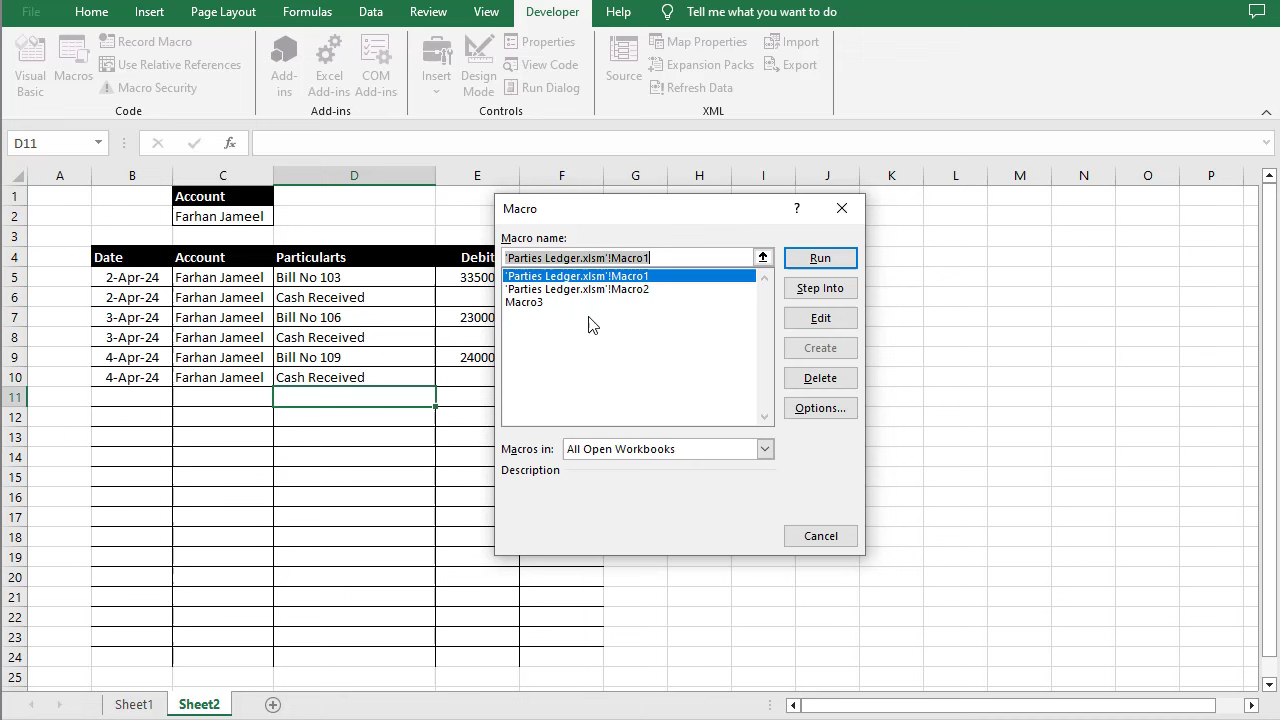 File Home Insert Page Layout Formulas Data Review View Developer Help Tell me what you want to do
Visual Basic Macros Record Macro Use Relative References Macro Security Code
Add-ins Excel Add-ins COM Add-ins Add-ins
Insert Design Mode Properties View Code Run Dialog Controls
Source Map Properties Expansion Packs Refresh Data Import Export XML
D11 fx
A B C D E F G H I J K L M N O P
1 Account
2 Farhan Jameel
3
4 Date Account Particulars Debit
5 2-Apr-24 Farhan Jameel Bill No 103 33500
6 2-Apr-24 Farhan Jameel Cash Received
7 3-Apr-24 Farhan Jameel Bill No 106 23000
8 3-Apr-24 Farhan Jameel Cash Received
9 4-Apr-24 Farhan Jameel Bill No 109 24000
10 4-Apr-24 Farhan Jameel Cash Received
11
12
13
14
15
16
17
18
19
20
21
22
23
24
25
Macro ?
Macro name:
'Parties Ledger.xlsm'!Macro1
'Parties Ledger.xlsm'!Macro1
'Parties Ledger.xlsm'!Macro2
Macro3
Run
Step Into
Edit
Create
Delete
Options...
Macros in: All Open Workbooks
Description
Cancel
Sheet1 Sheet2